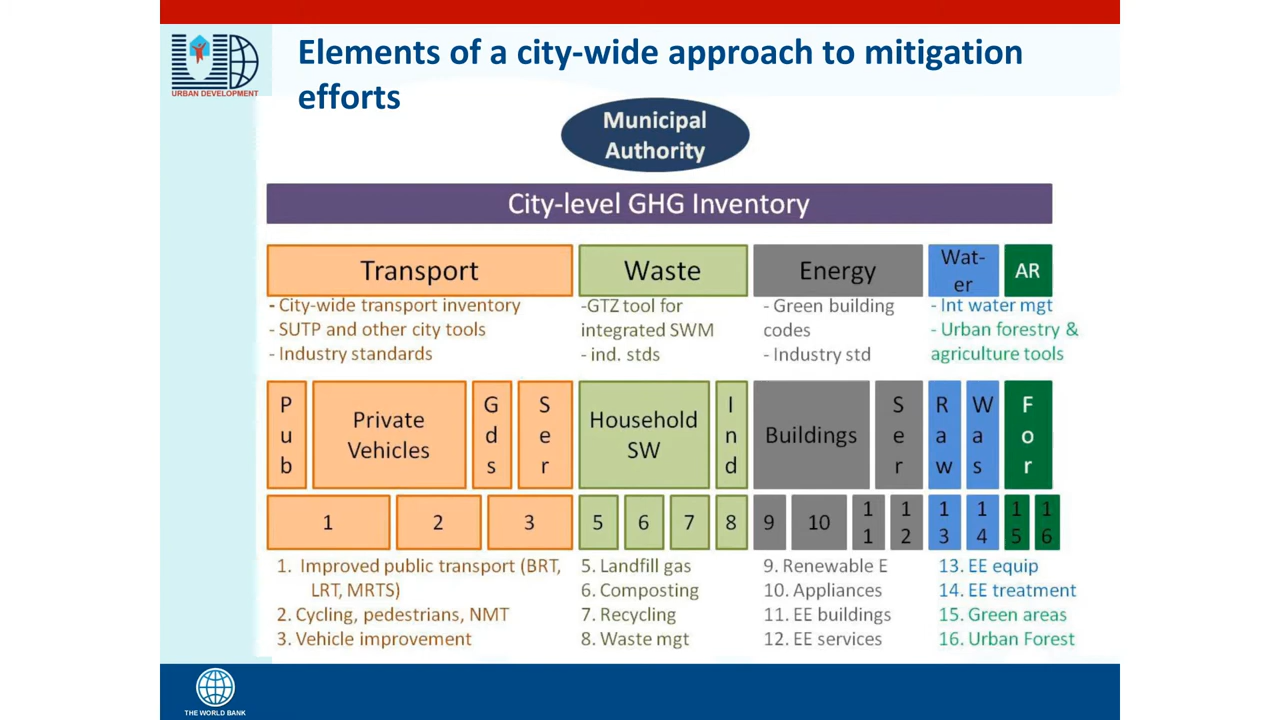 URBAN DEVELOPMENT
Elements of a city-wide approach to mitigation
efforts
Municipal
Authority
City-level GHG Inventory
Transport
Waste
Energy
Wat-
er
AR
- City-wide transport inventory
- SUTP and other city tools
- Industry standards
-GTZ tool for
integrated SWM
- ind. stds
- Green building
codes
- Industry std
- Int water mgt
- Urban forestry &
agriculture tools
P
u
b
Private
Vehicles
G
d
s
S
e
r
Household
SW
I
n
d
Buildings
S
e
r
R
a
w
W
a
s
F
o
r
1
2
3
5
6
7
8
9
10
1
1
1
2
1
3
1
4
1
5
1
6
1. Improved public transport (BRT,
LRT, MRTS)
2. Cycling, pedestrians, NMT
3. Vehicle improvement
5. Landfill gas
6. Composting
7. Recycling
8. Waste mgt
9. Renewable E
10. Appliances
11. EE buildings
12. EE services
13. EE equip
14. EE treatment
15. Green areas
16. Urban Forest
THE WORLD BANK